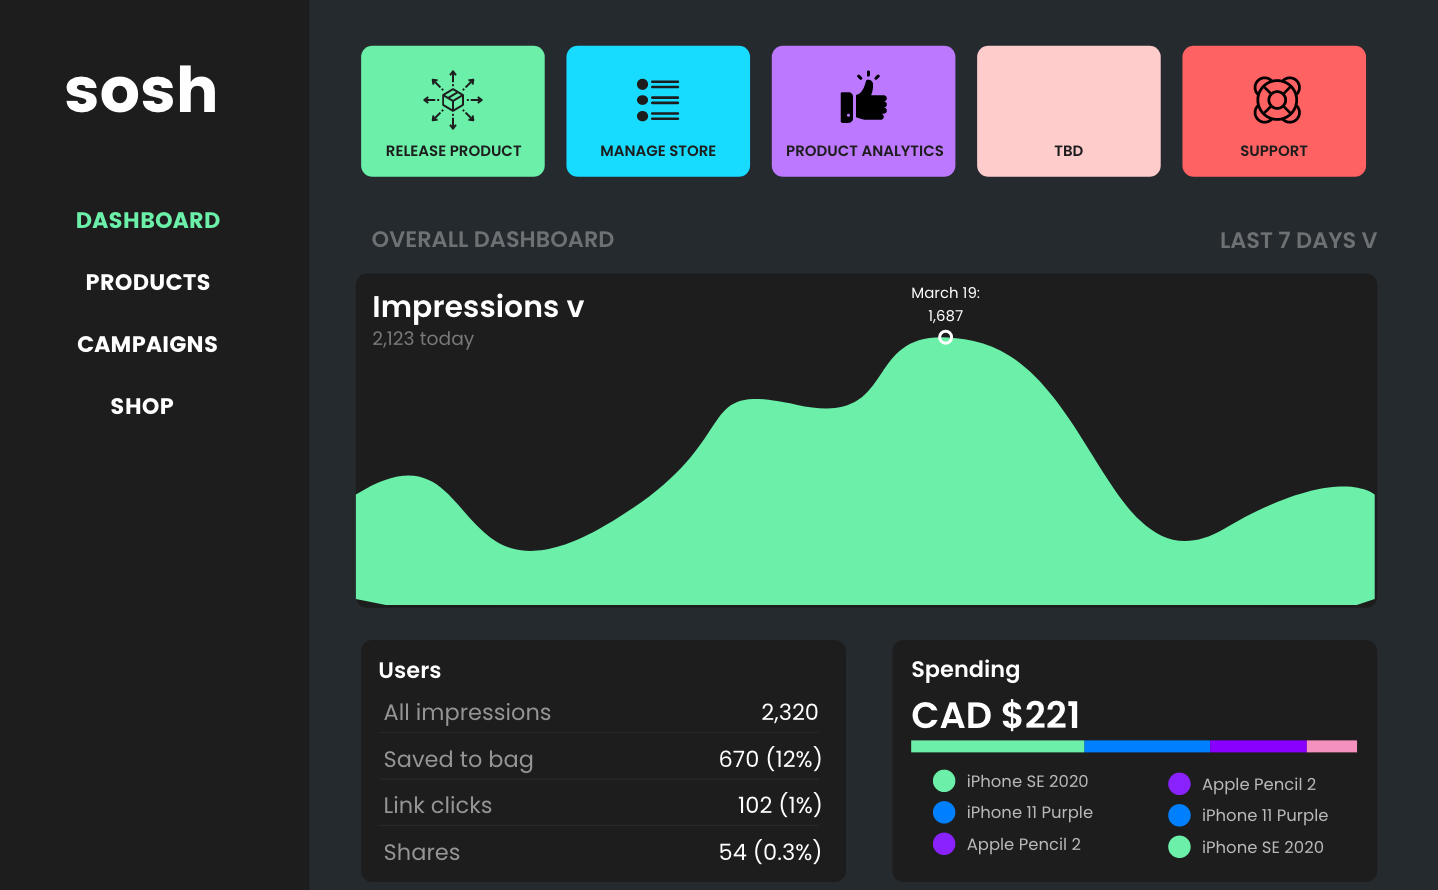 sosh
DASHBOARD
PRODUCTS
CAMPAIGNS
SHOP
RELEASE PRODUCT
MANAGE STORE
PRODUCT ANALYTICS
TBD
SUPPORT
OVERALL DASHBOARD
LAST 7 DAYS V
Impressions v
2,123 today
March 19:
1,687
Users
All impressions 2,320
Saved to bag 670 (12%)
Link clicks 102 (1%)
Shares 54 (0.3%)
Spending
CAD $221
iPhone SE 2020
iPhone 11 Purple
Apple Pencil 2
Apple Pencil 2
iPhone 11 Purple
iPhone SE 2020